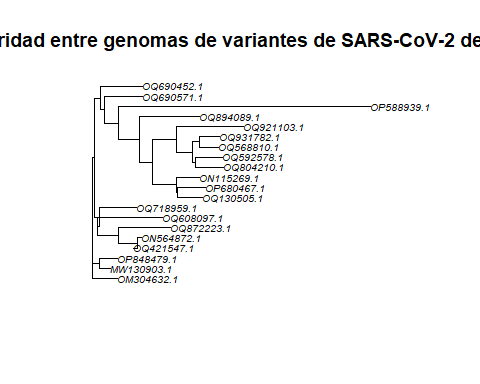 ridad entre genomas de variantes de SARS-CoV-2 de
OQ690452.1
OQ690571.1
OP588939.1
OQ894089.1
OQ921103.1
OQ931782.1
OQ568810.1
OQ592578.1
OQ804210.1
ON115269.1
OP680467.1
OQ130505.1
OQ718959.1
OQ608097.1
OQ872223.1
ON564872.1
OQ421547.1
OP848479.1
MW130903.1
OM304632.1